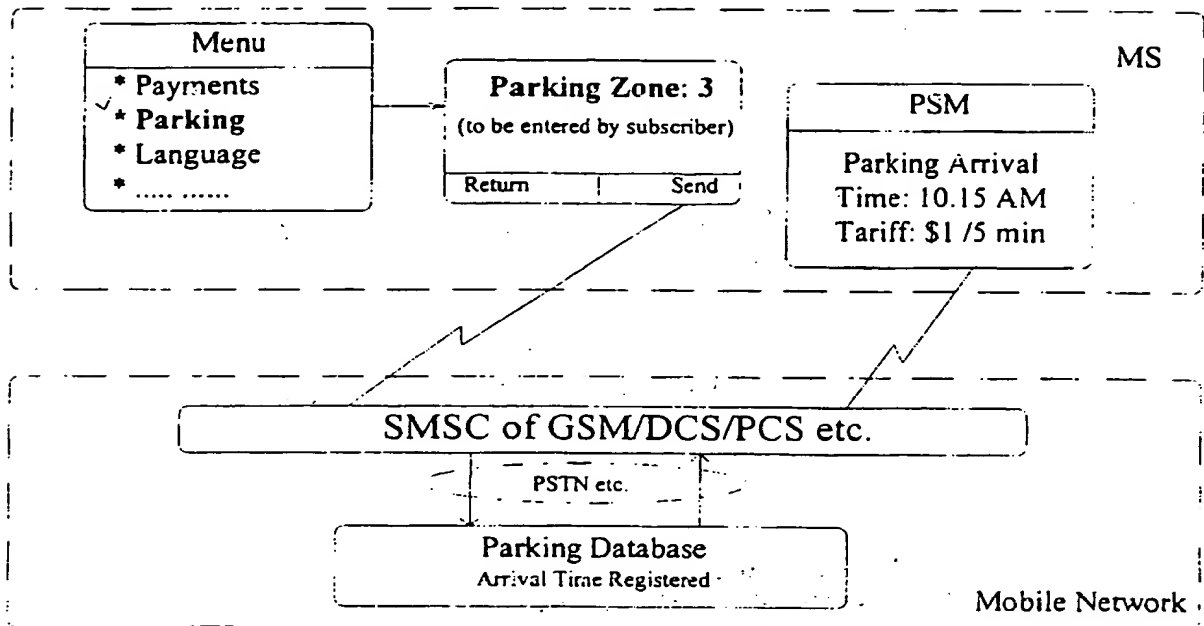 Menu
* Payments
* Parking
* Language
* ..... ......
Parking Zone: 3
(to be entered by subscriber)
Return | Send
PSM
Parking Arrival
Time: 10.15 AM
Tariff: $1 /5 min
MS
SMSC of GSM/DCS/PCS etc.
PSTN etc.
Parking Database
Arrival Time Registered
Mobile Network